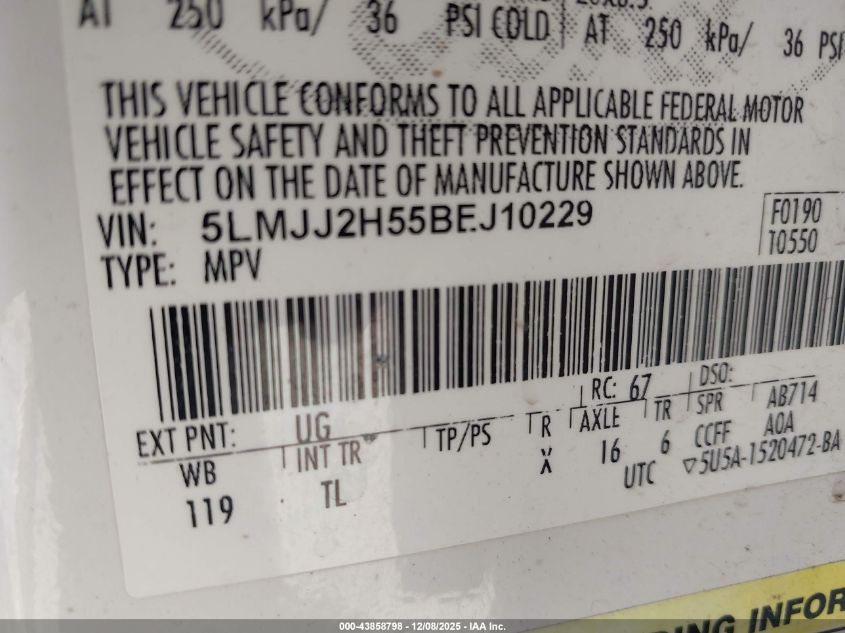 AT 250 kPa/ 36 PSI COLD AT 250 kPa/ 36 PSI
THIS VEHICLE CONFORMS TO ALL APPLICABLE FEDERAL MOTOR
VEHICLE SAFETY AND THEFT PREVENTION STANDARDS IN
EFFECT ON THE DATE OF MANUFACTURE SHOWN ABOVE.
VIN: 5LMJJ2H55BEJ10229
F0190
TYPE: MPV
T0550
EXT PNT: UG RC: 67 DSO:
WB INT TR TP/PS R AXLE TR SPR AB714
119 TL X 16 6 CCFF AOA
UTC ▽5U5A-1520472-BA
000-43858798 - 12/08/2025 - IAA Inc.